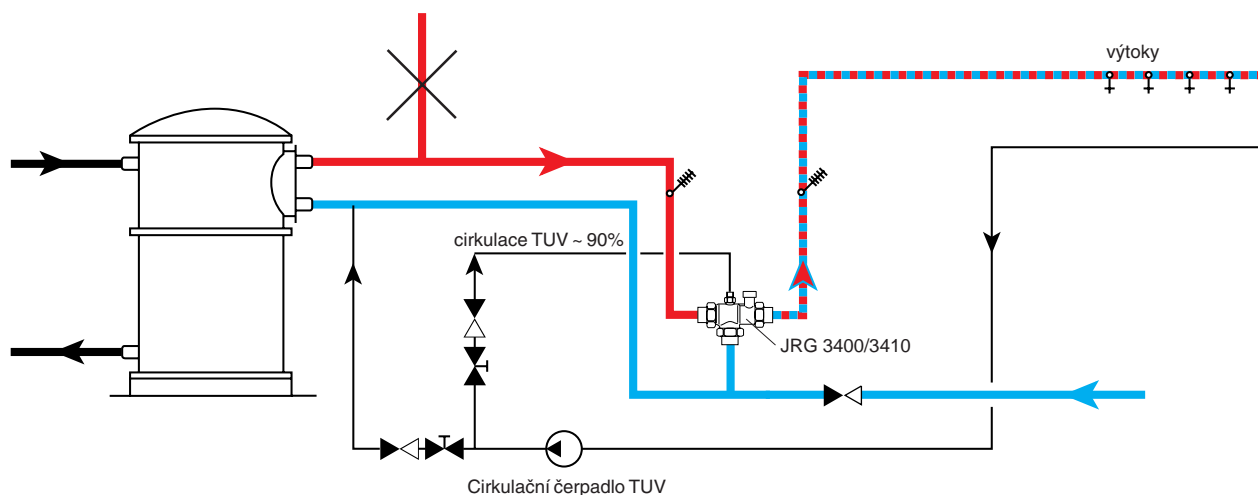 výtoky
cirkulace TUV ~ 90%
JRG 3400/3410
Cirkulační čerpadlo TUV